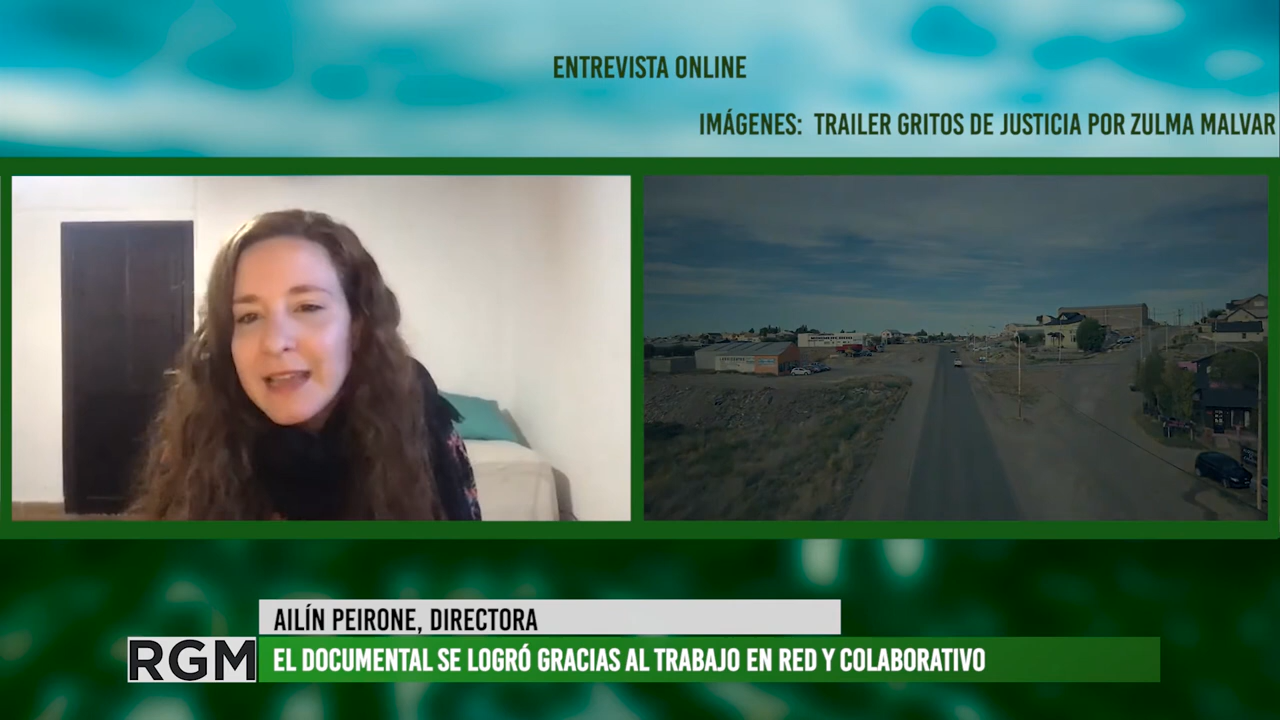 ENTREVISTA ONLINE
IMÁGENES: TRAILER GRITOS DE JUSTICIA POR ZULMA MALVAR
AILÍN PEIRONE, DIRECTORA
RGM
EL DOCUMENTAL SE LOGRÓ GRACIAS AL TRABAJO EN RED Y COLABORATIVO